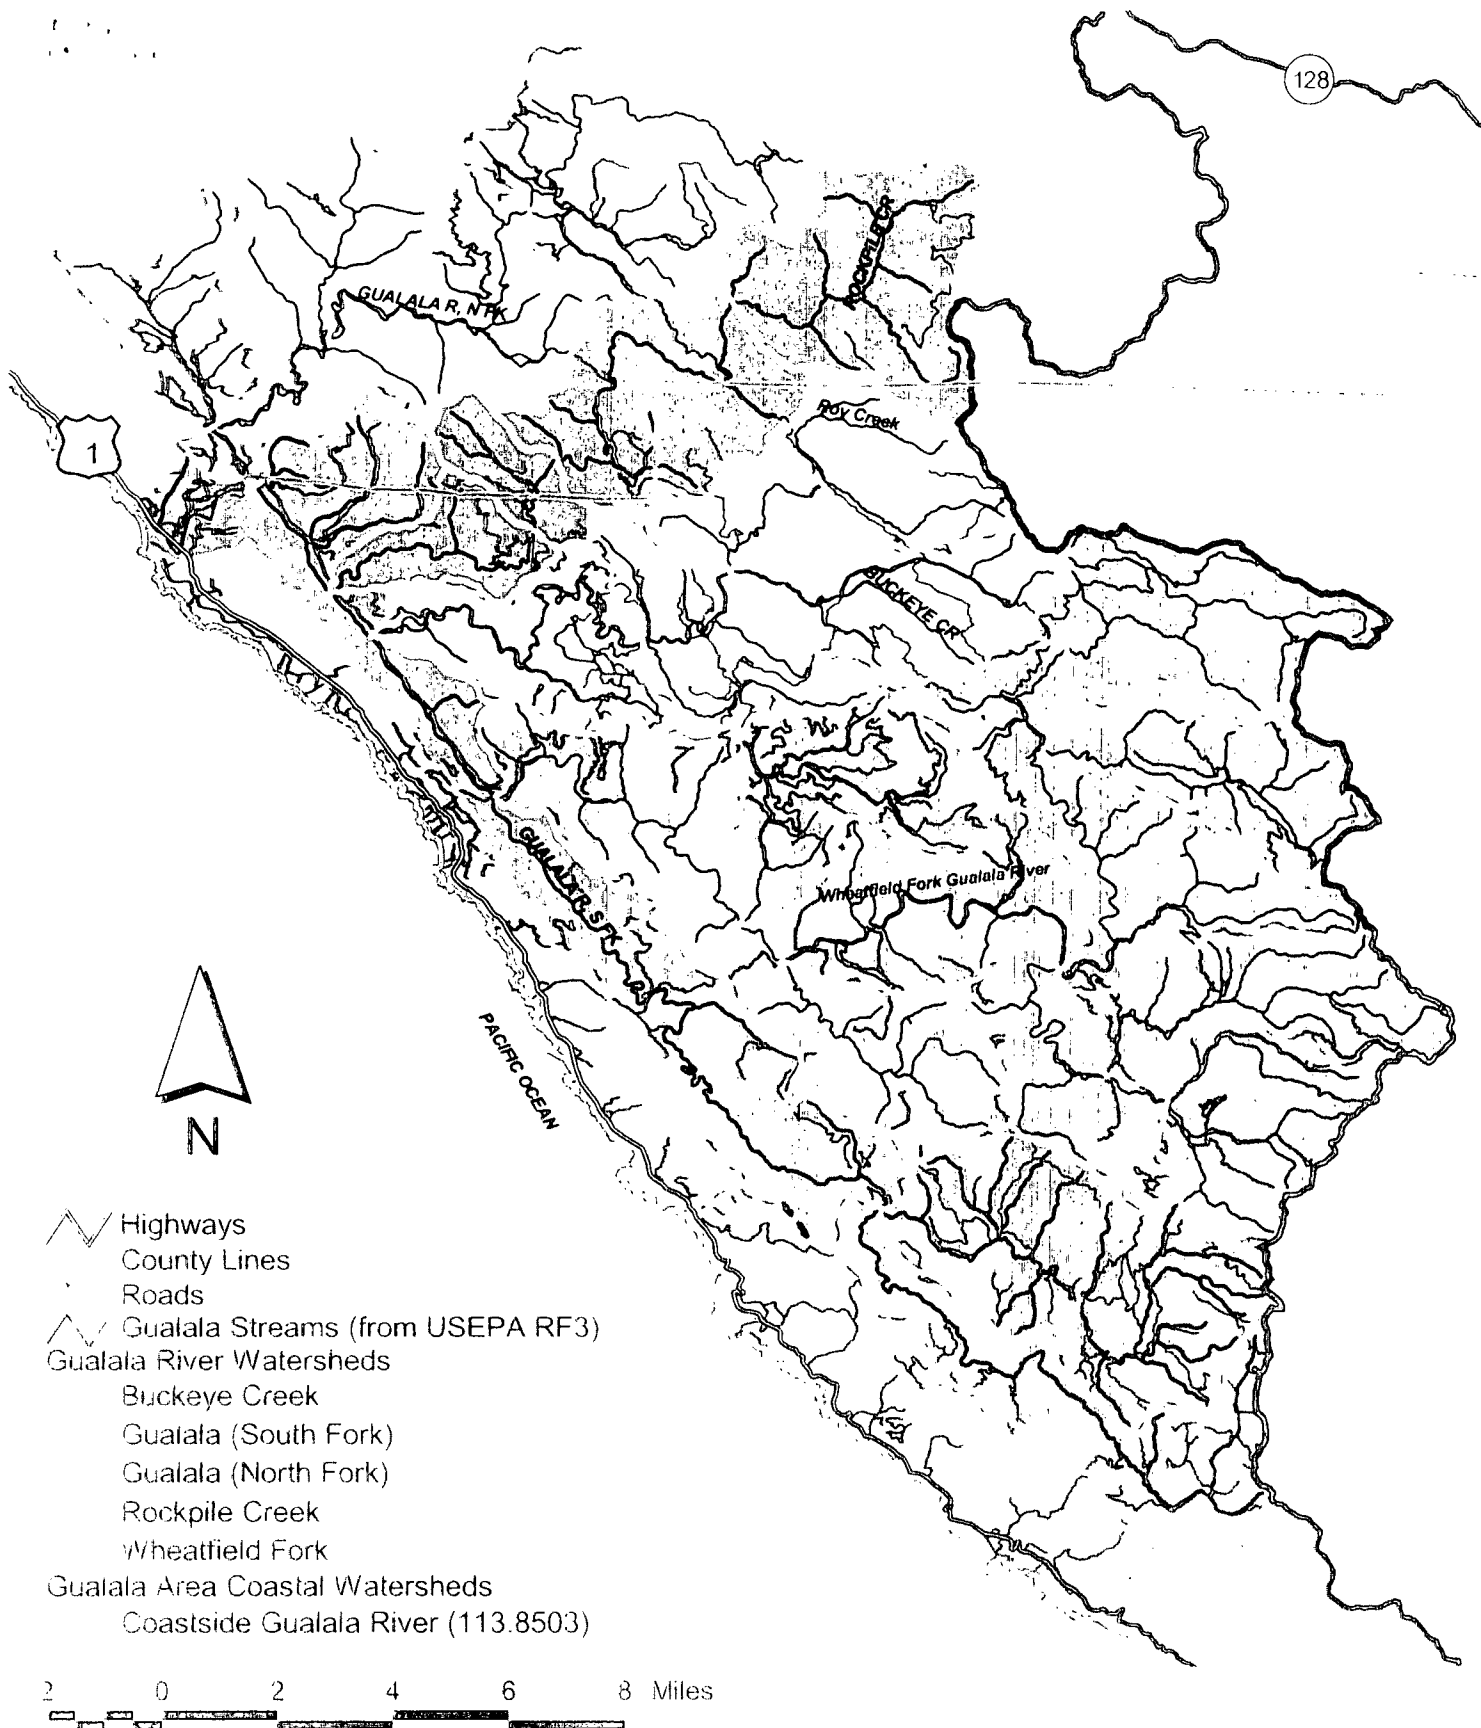 128
ROCKPILE CR
GUALALA R, N FK
Roy Creek
1
BUCKEYE CR
GUALALA R, S FK
Wheatfield Fork Gualala River
PACIFIC OCEAN
N
Highways
County Lines
Roads
Gualala Streams (from USEPA RF3)
Gualala River Watersheds
Buckeye Creek
Gualala (South Fork)
Gualala (North Fork)
Rockpile Creek
Wheatfield Fork
Gualala Area Coastal Watersheds
Coastside Gualala River (113.8503)
2 0 2 4 6 8 Miles